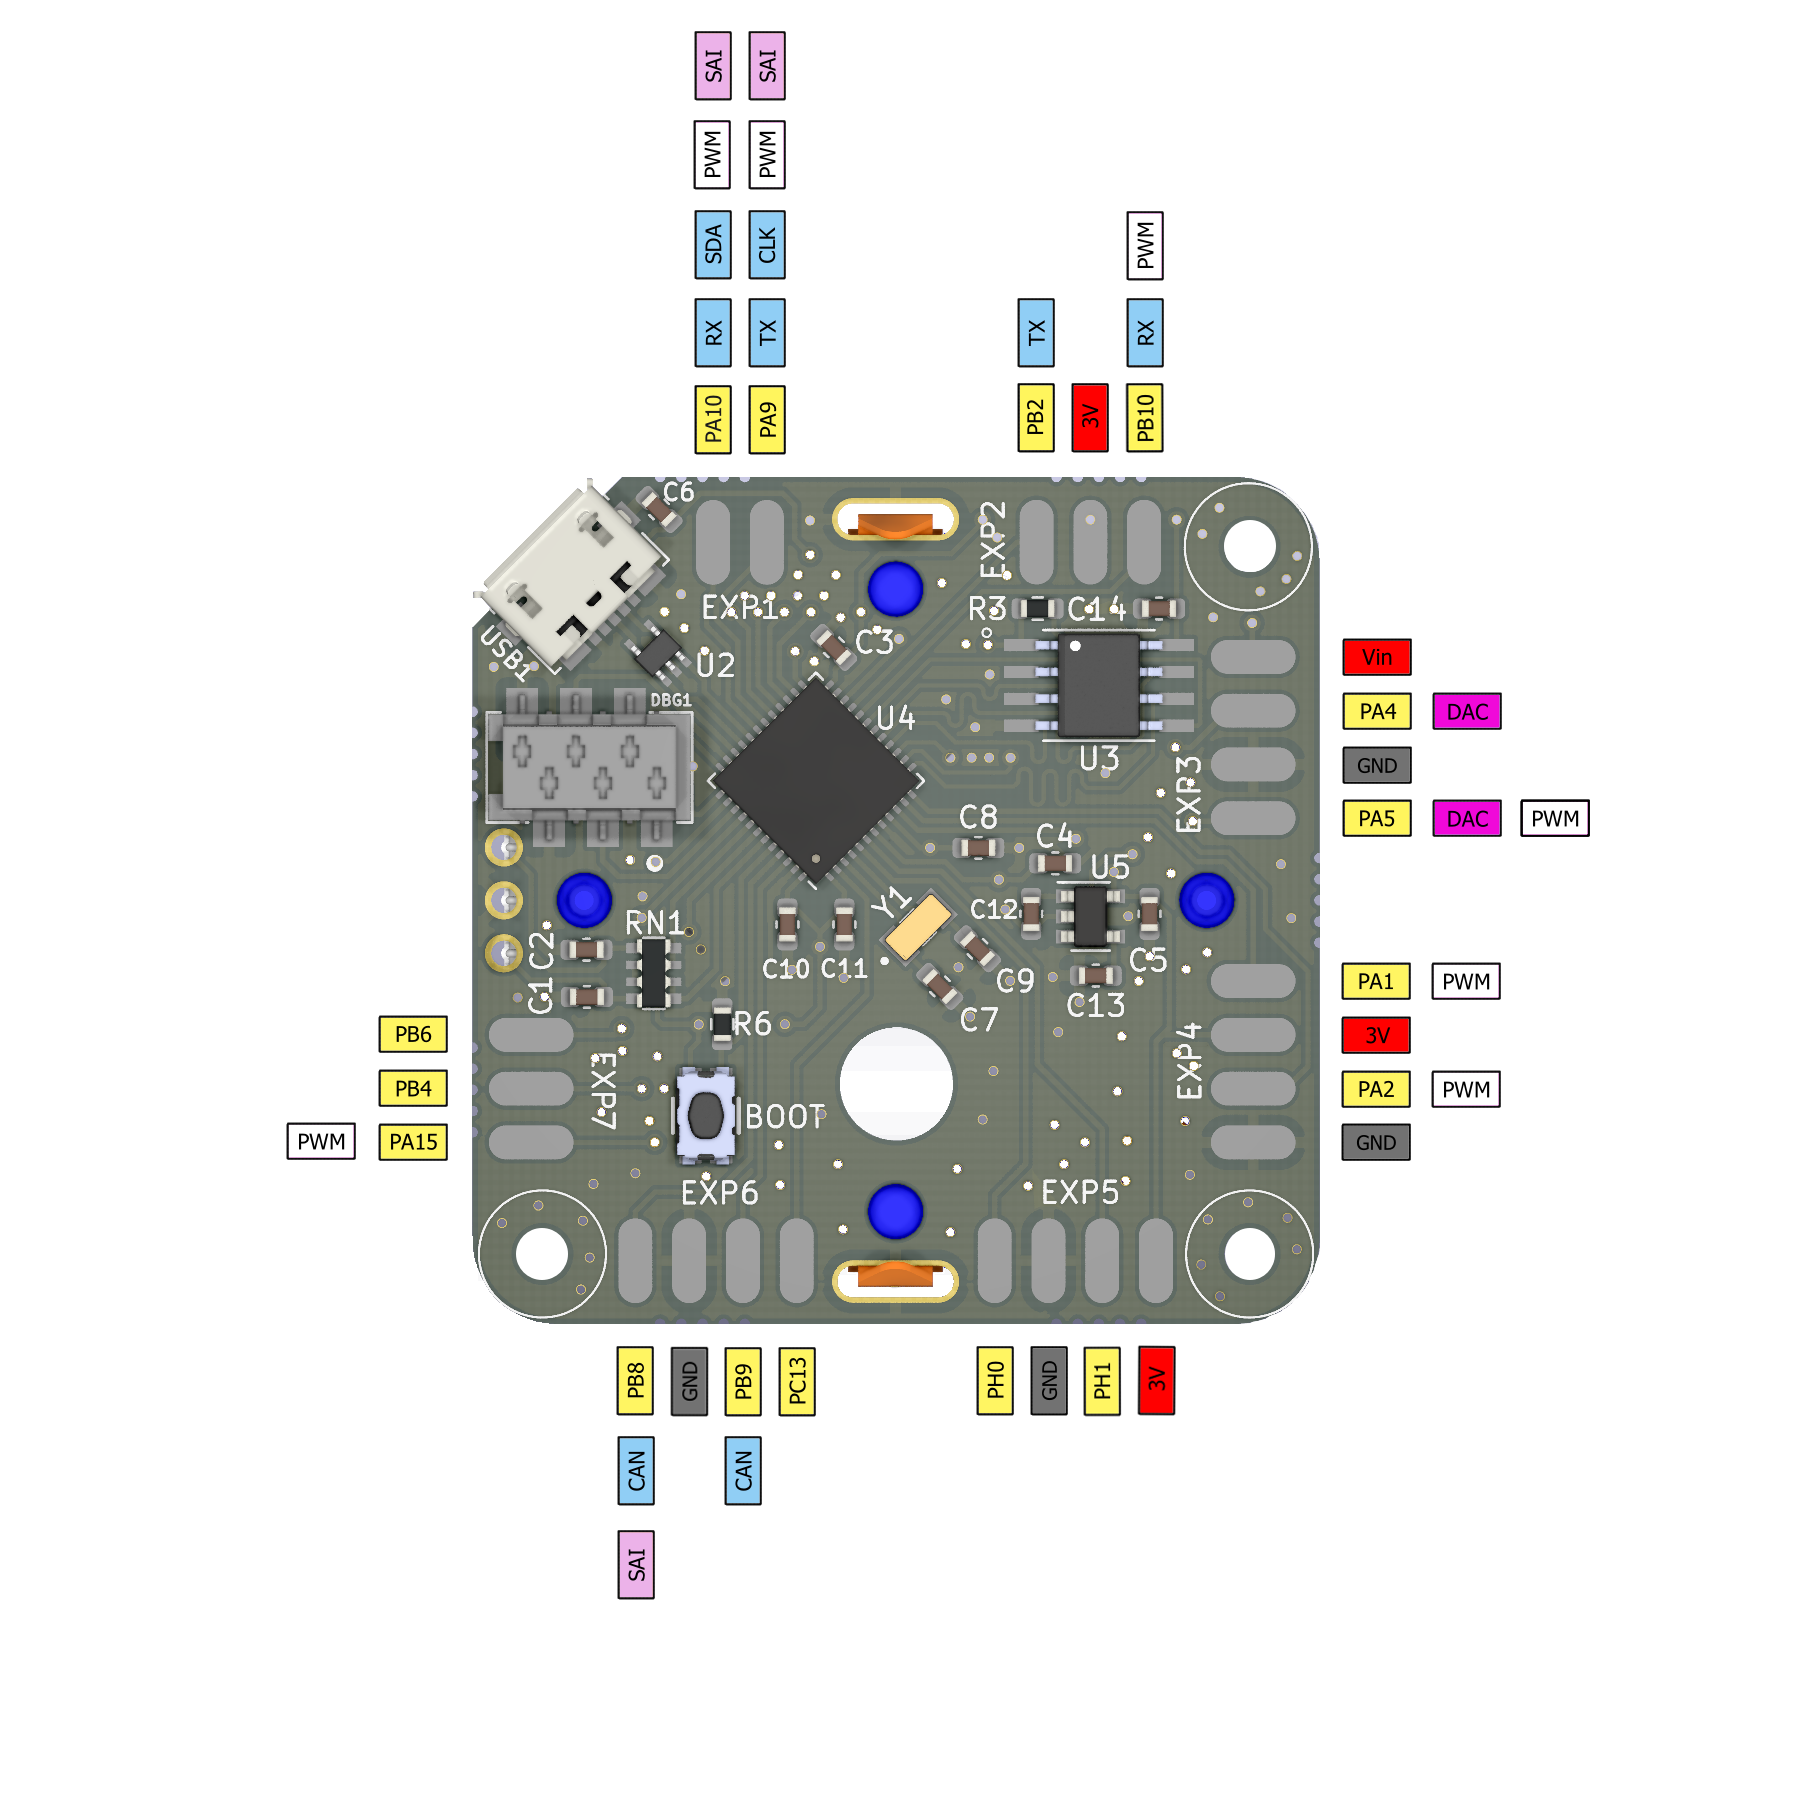 SAI SAI
PWM PWM
SDA CLK PWM
RX TX TX RX
PA10 PA9 PB2 3V PB10
C6
EXP1
EXP2
R3 C14
USB1
U2
C3
Vin
DBG1
U4
PA4 DAC
U3
GND
EXP3
PA5 DAC PWM
C8
C4
U5
RN1
C12
C2
C10 C11
Y1
C5
C9
PA1 PWM
C1
C13
C7
R6
PB6
3V
EXP7
EXP4
PB4
PA2 PWM
BOOT
PWM PA15
GND
EXP6
EXP5
PB8 GND PB9 PC13 PH0 GND PH1 3V
CAN CAN
SAI